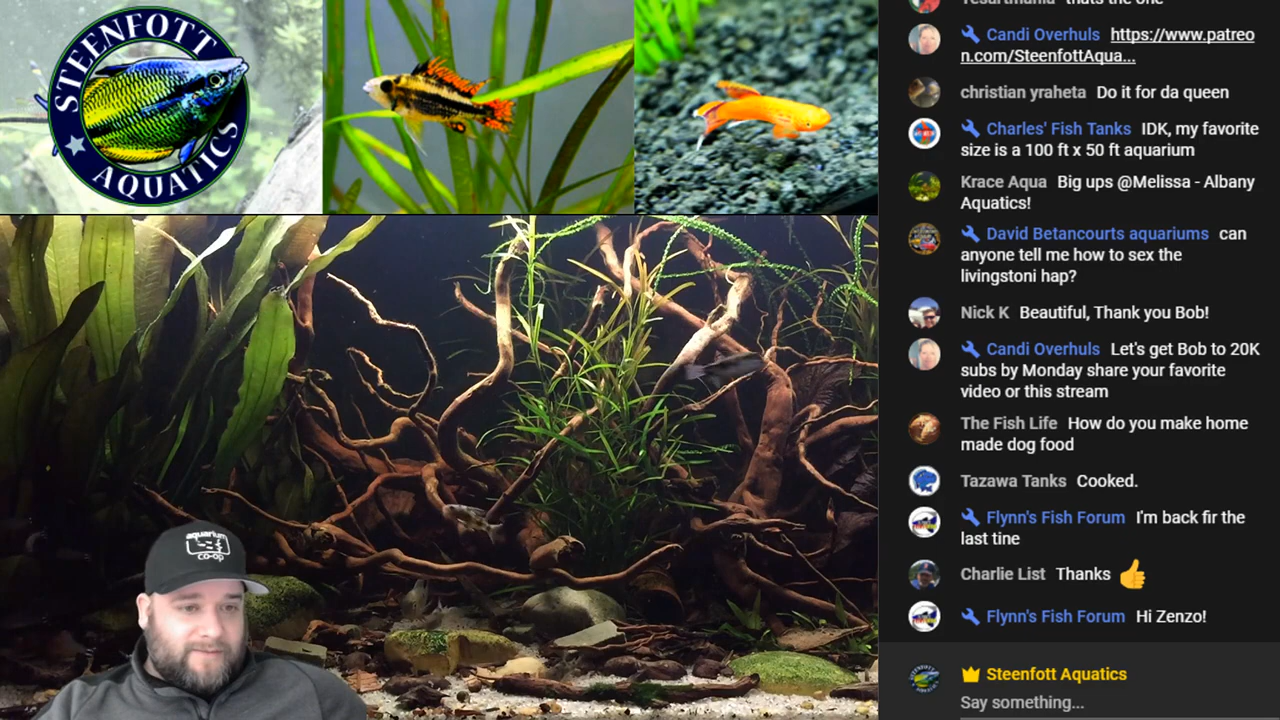 STEENFOTT
AQUATICS
aquarium
co-op
thats the one
Candi Overhuls https://www.patreo
n.com/SteenfottAqua...
christian yraheta Do it for da queen
Charles' Fish Tanks IDK, my favorite
size is a 100 ft x 50 ft aquarium
Krace Aqua Big ups @Melissa - Albany
Aquatics!
David Betancourts aquariums can
anyone tell me how to sex the
livingstoni hap?
Nick K Beautiful, Thank you Bob!
Candi Overhuls Let's get Bob to 20K
subs by Monday share your favorite
video or this stream
The Fish Life How do you make home
made dog food
Tazawa Tanks Cooked.
Flynn's Fish Forum I'm back fir the
last tine
Charlie List Thanks 👍
Flynn's Fish Forum Hi Zenzo!
Steenfott Aquatics
Say something...